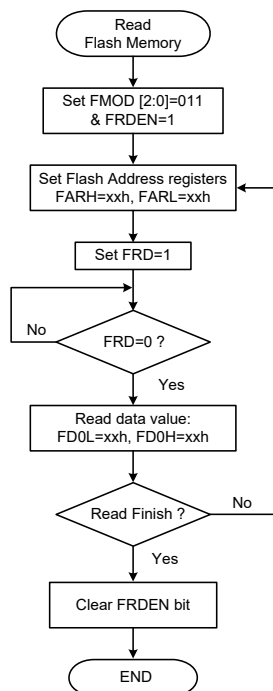 Read
Flash Memory
Set FMOD [2:0]=011
& FRDEN=1
Set Flash Address registers
FARH=xxh, FARL=xxh
Set FRD=1
No
FRD=0 ?
Yes
Read data value:
FD0L=xxh, FD0H=xxh
Read Finish ?
No
Yes
Clear FRDEN bit
END